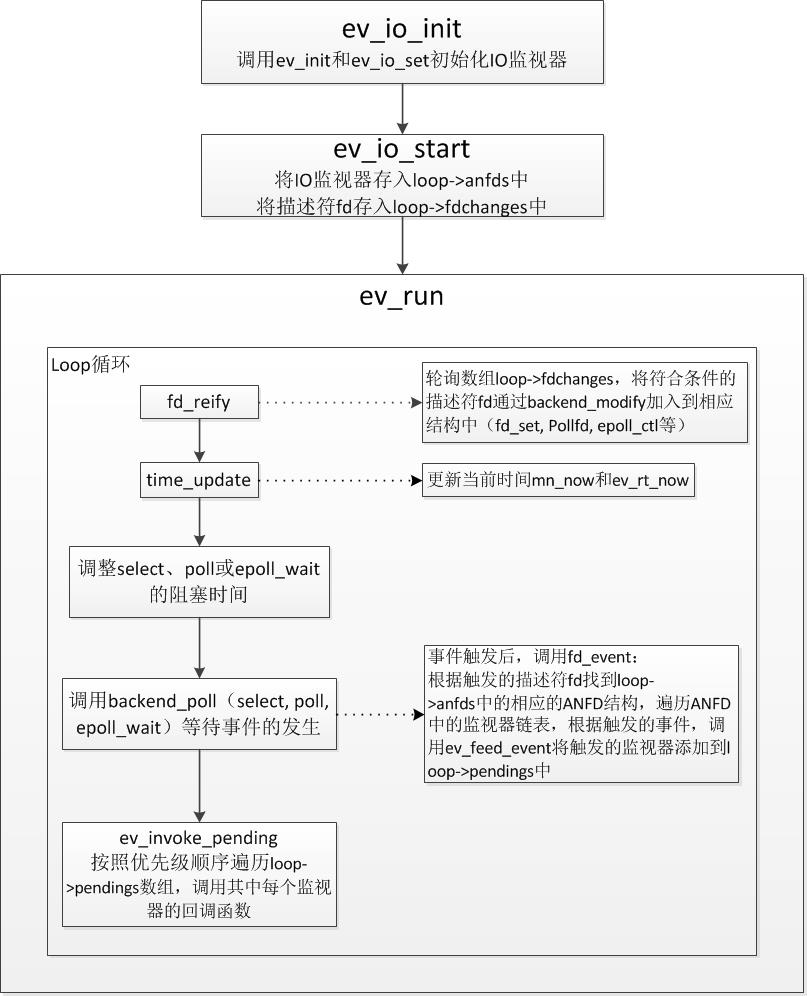 ev_io_init
调用ev_init和ev_io_set初始化IO监视器
ev_io_start
将IO监视器存入loop->anfds中
将描述符fd存入loop->fdchanges中
ev_run
Loop循环
fd_reify
轮询数组loop->fdchanges，将符合条件的
描述符fd通过backend_modify加入到相应
结构中（fd_set, Pollfd, epoll_ctl等）
time_update
更新当前时间mn_now和ev_rt_now
调整select、poll或epoll_wait
的阻塞时间
调用backend_poll（select, poll,
epoll_wait）等待事件的发生
事件触发后，调用fd_event：
根据触发的描述符fd找到loop-
>anfds中的相应的ANFD结构，遍历ANFD
中的监视器链表，根据触发的事件，调
用ev_feed_event将触发的监视器添加到l
oop->pendings中
ev_invoke_pending
按照优先级顺序遍历loop-
>pendings数组，调用其中每个监视
器的回调函数